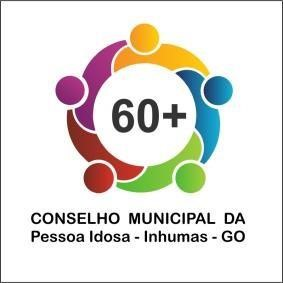 60+
CONSELHO MUNICIPAL DA
Pessoa Idosa - Inhumas - GO